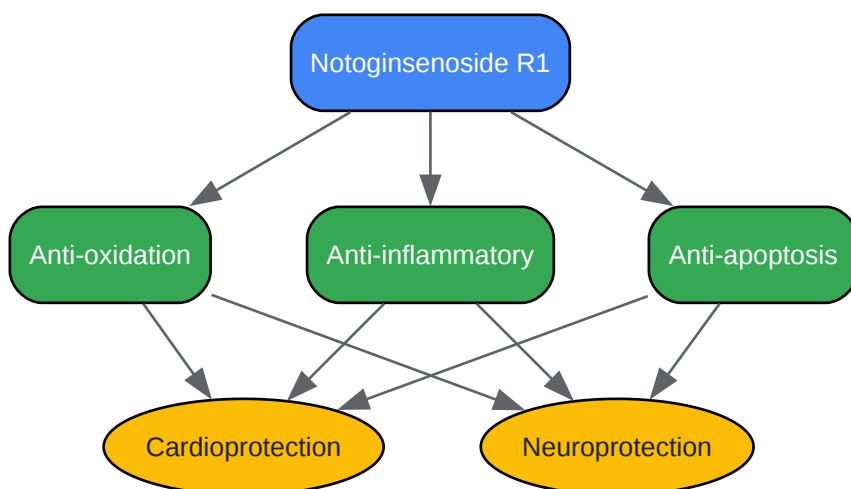 Notoginsenoside R1
Anti-oxidation
Anti-inflammatory
Anti-apoptosis
Cardioprotection
Neuroprotection